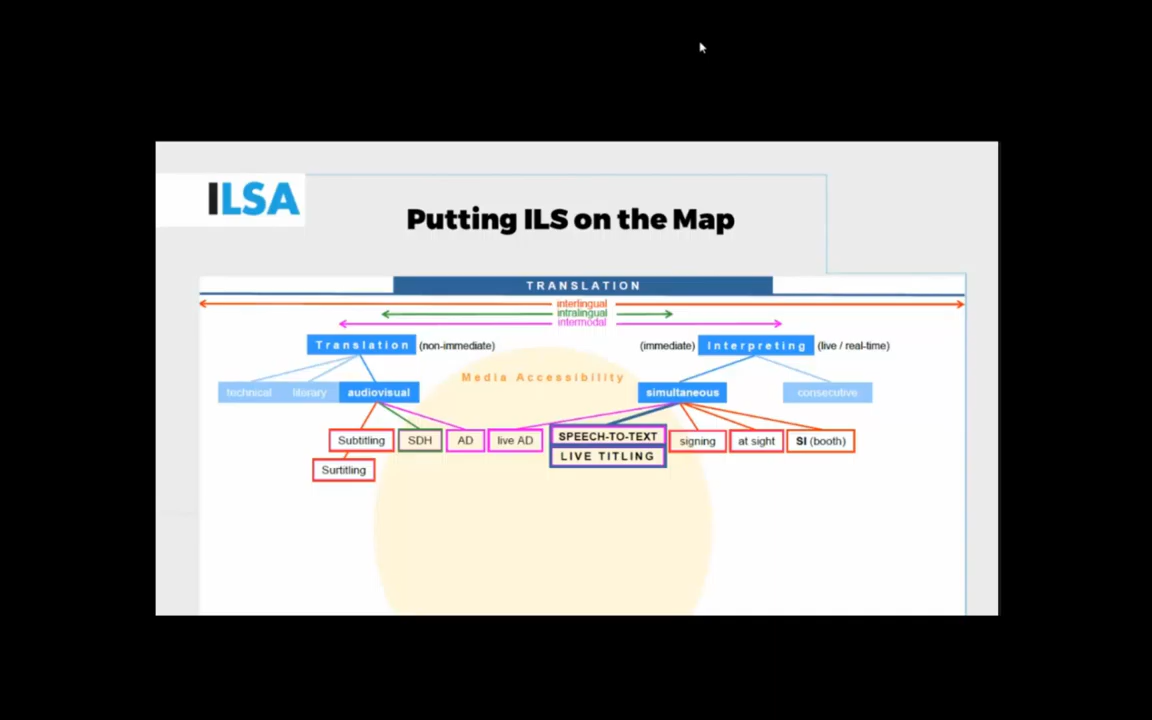 ILSA
Putting ILS on the Map
TRANSLATION
interlingual
intralingual
intermodal
Translation (non-immediate)
(immediate) Interpreting (live / real-time)
Media Accessibility
technical literary audiovisual
simultaneous
consecutive
Subtitling SDH AD live AD SPEECH-TO-TEXT signing at sight SI (booth)
LIVE TITLING
Surtitling